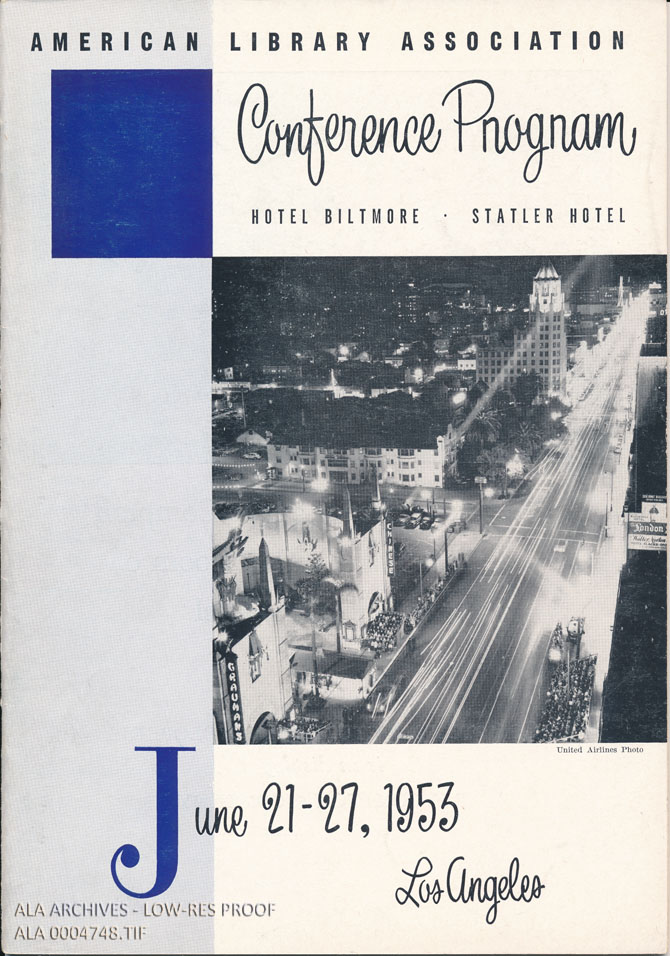 AMERICAN LIBRARY ASSOCIATION
Conference Program
HOTEL BILTMORE · STATLER HOTEL
CHINESE
London
GRAUMANS
United Airlines Photo
June 21-27, 1953
Los Angeles
ALA ARCHIVES - LOW-RES PROOF
ALA 0004748.TIF